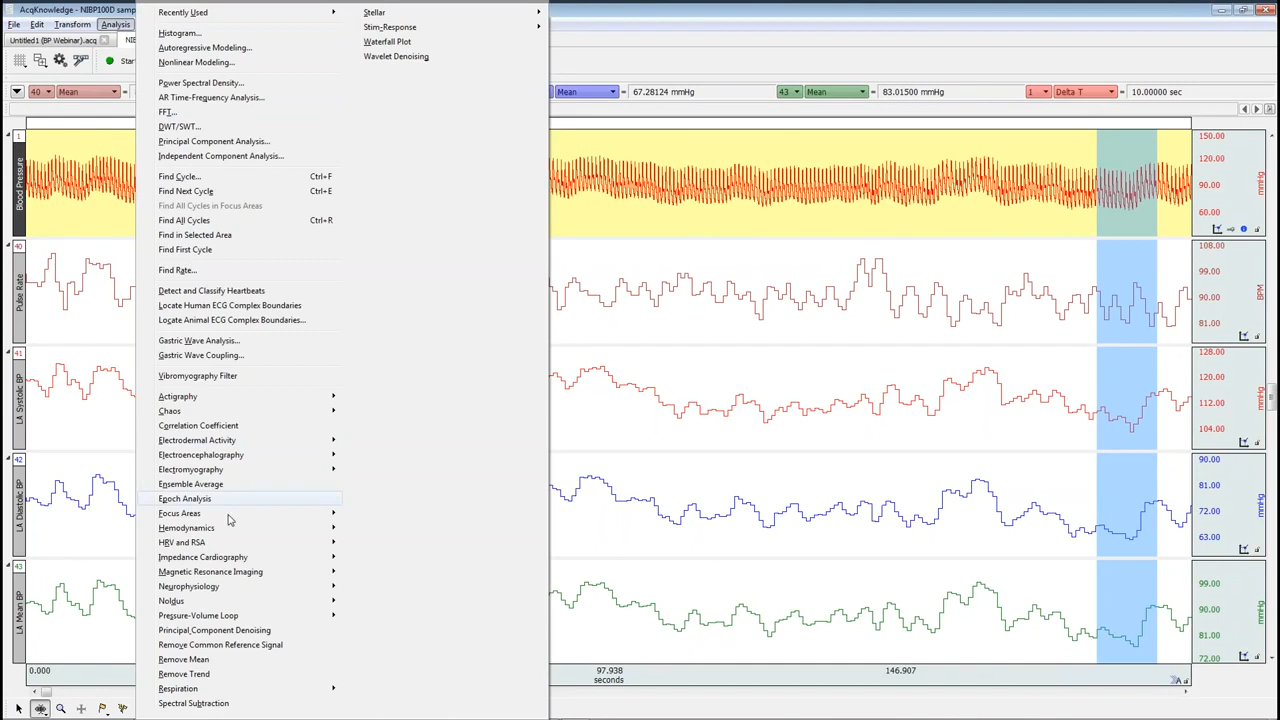 AcqKnowledge - NIBP100D samp
File Edit Transform Analysis
Untitled1 (BP Webinar).acq NI
Star
40 Mean Mean 67.28124 mmHg 43 Mean 83.01500 mmHg 1 Delta T 10.00000 sec
Recently Used
Histogram...
Autoregressive Modeling...
Nonlinear Modeling...
Power Spectral Density...
AR Time-Frequency Analysis...
FFT...
DWT/SWT...
Principal Component Analysis...
Independent Component Analysis...
Find Cycle... Ctrl+F
Find Next Cycle Ctrl+E
Find All Cycles in Focus Areas
Find All Cycles Ctrl+R
Find in Selected Area
Find First Cycle
Find Rate...
Detect and Classify Heartbeats
Locate Human ECG Complex Boundaries
Locate Animal ECG Complex Boundaries...
Gastric Wave Analysis...
Gastric Wave Coupling...
Vibromyography Filter
Actigraphy
Chaos
Correlation Coefficient
Electrodermal Activity
Electroencephalography
Electromyography
Ensemble Average
Epoch Analysis
Focus Areas
Hemodynamics
HRV and RSA
Impedance Cardiography
Magnetic Resonance Imaging
Neurophysiology
Noldus
Pressure-Volume Loop
Principal Component Denoising
Remove Common Reference Signal
Remove Mean
Remove Trend
Respiration
Spectral Subtraction
Stellar
Stim-Response
Waterfall Plot
Wavelet Denoising
1
Blood Pressure
150.00
120.00
90.00
60.00
mmHg
40
Pulse Rate
108.00
99.00
90.00
81.00
BPM
41
LA Systolic BP
128.00
120.00
112.00
104.00
mmHg
42
LA Diastolic BP
90.00
81.00
72.00
63.00
mmHg
43
LA Mean BP
99.00
90.00
81.00
72.00
mmHg
0.000 97.938 146.907
seconds